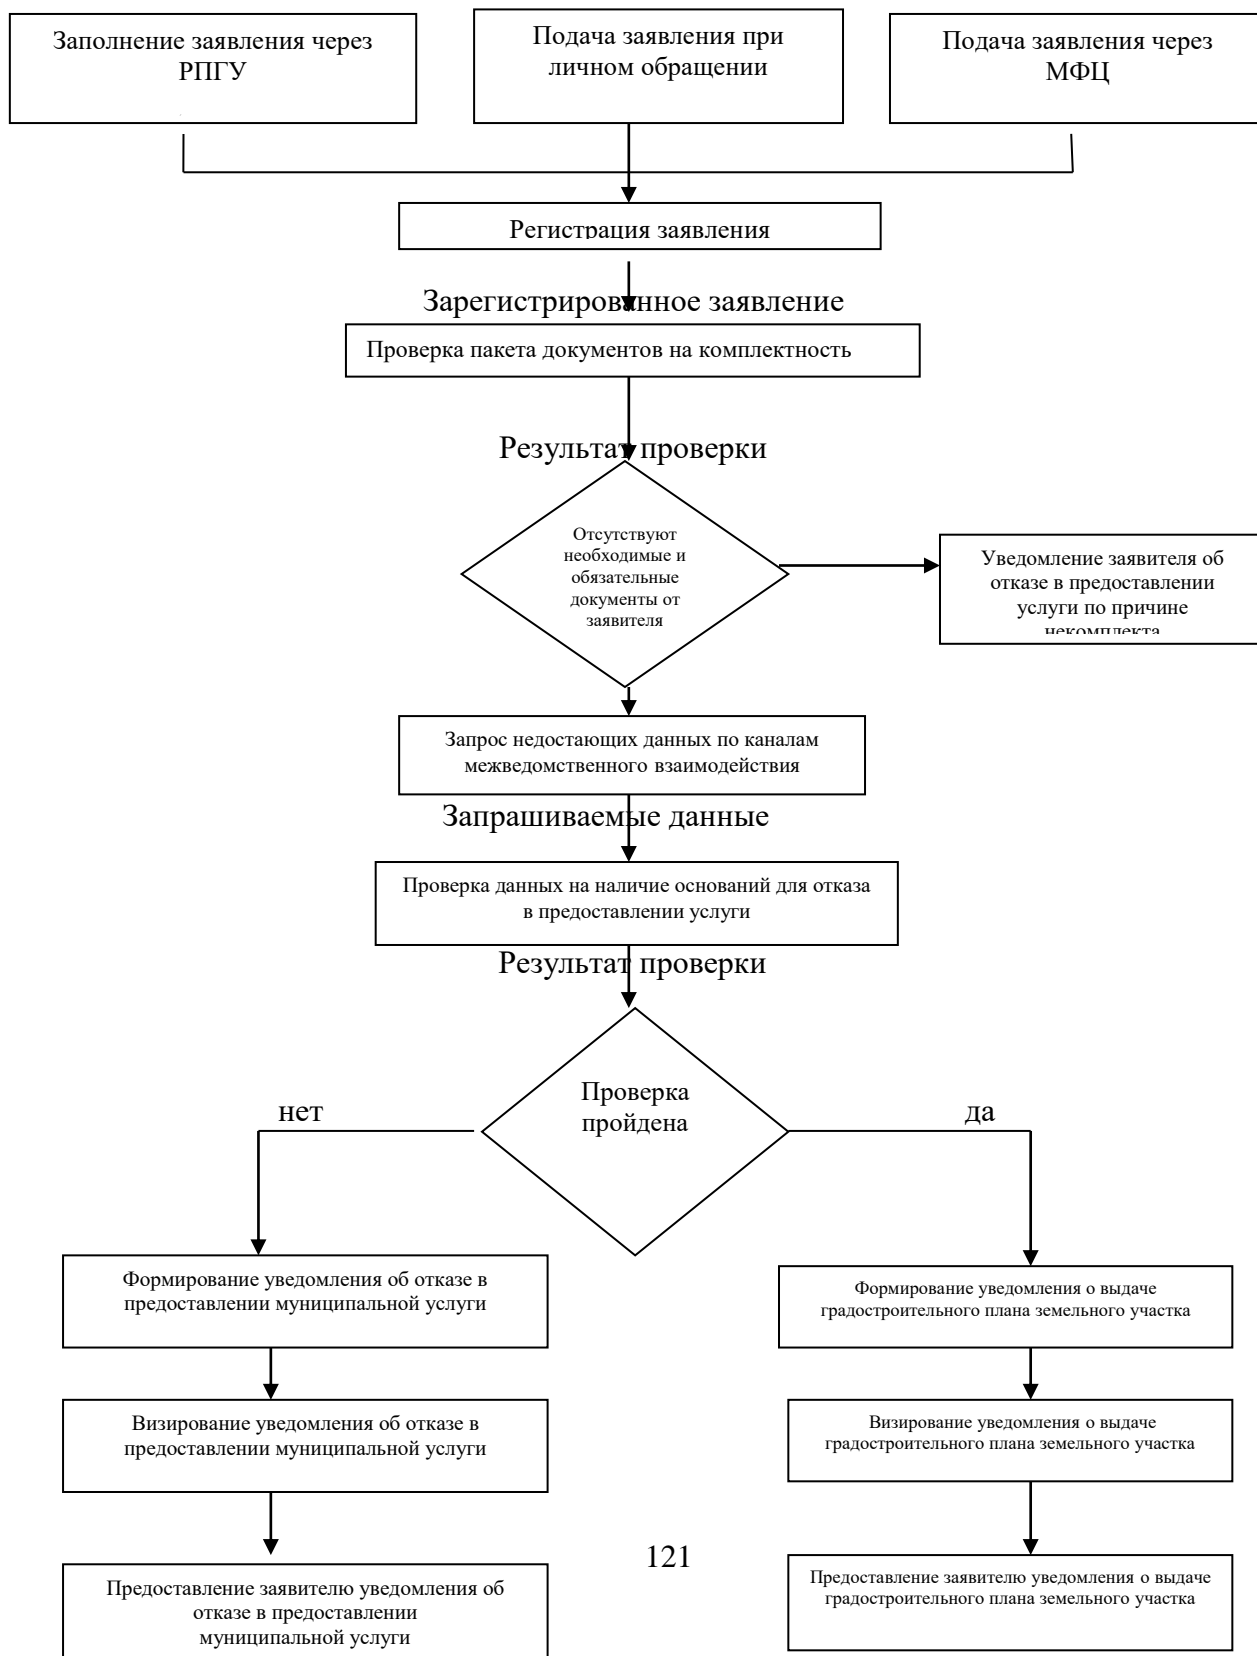 Заполнение заявления через
РПГУ
Подача заявления при
личном обращении
Подача заявления через
МФЦ
Регистрация заявления
Зарегистрированное заявление
Проверка пакета документов на комплектность
Результат проверки
Отсутствуют
необходимые и
обязательные
документы от
заявителя
Уведомление заявителя об
отказе в предоставлении
услуги по причине
некомплекта
Запрос недостающих данных по каналам
межведомственного взаимодействия
Запрашиваемые данные
Проверка данных на наличие оснований для отказа
в предоставлении услуги
Результат проверки
Проверка
пройдена
нет
да
Формирование уведомления об отказе в
предоставлении муниципальной услуги
Формирование уведомления о выдаче
градостроительного плана земельного участка
Визирование уведомления об отказе в
предоставлении муниципальной услуги
Визирование уведомления о выдаче
градостроительного плана земельного участка
121
Предоставление заявителю уведомления об
отказе в предоставлении
муниципальной услуги
Предоставление заявителю уведомления о выдаче
градостроительного плана земельного участка